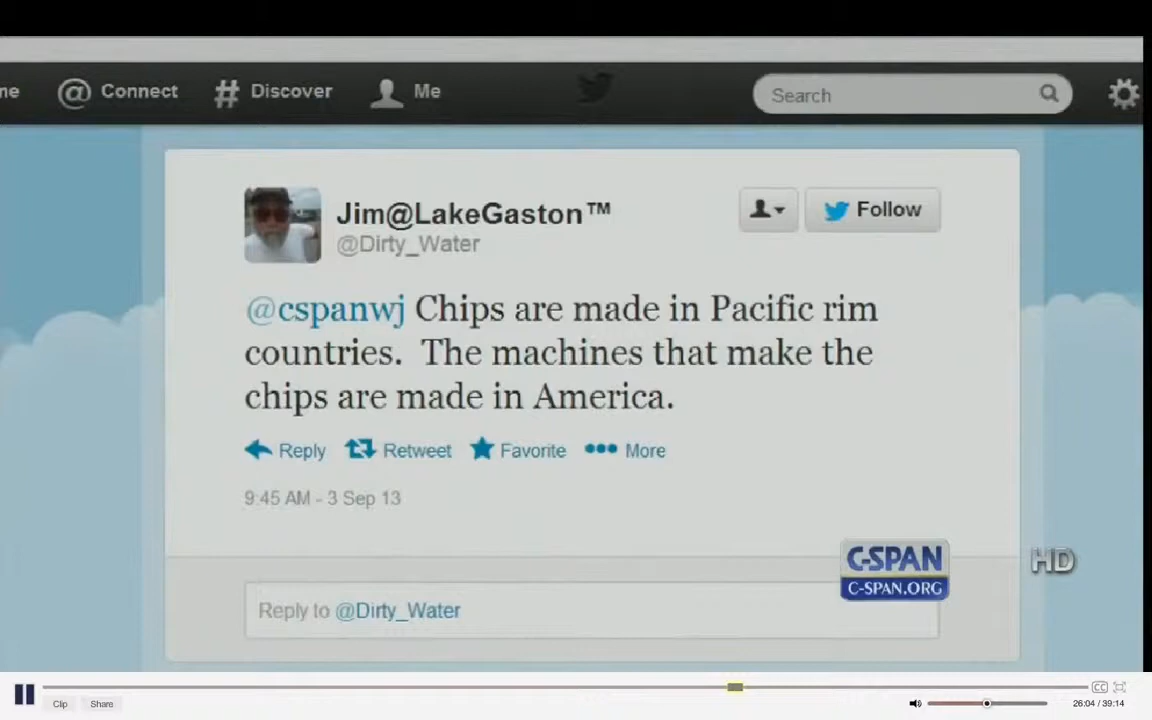 me
Connect
Discover
Me
Search
Jim@LakeGaston™
@Dirty_Water
Follow
@cspanwj Chips are made in Pacific rim
countries. The machines that make the
chips are made in America.
Reply
Retweet
Favorite
More
9:45 AM - 3 Sep 13
C-SPAN
C-SPAN.ORG
HD
Reply to @Dirty_Water
Clip
Share
CC
26:04 / 39:14